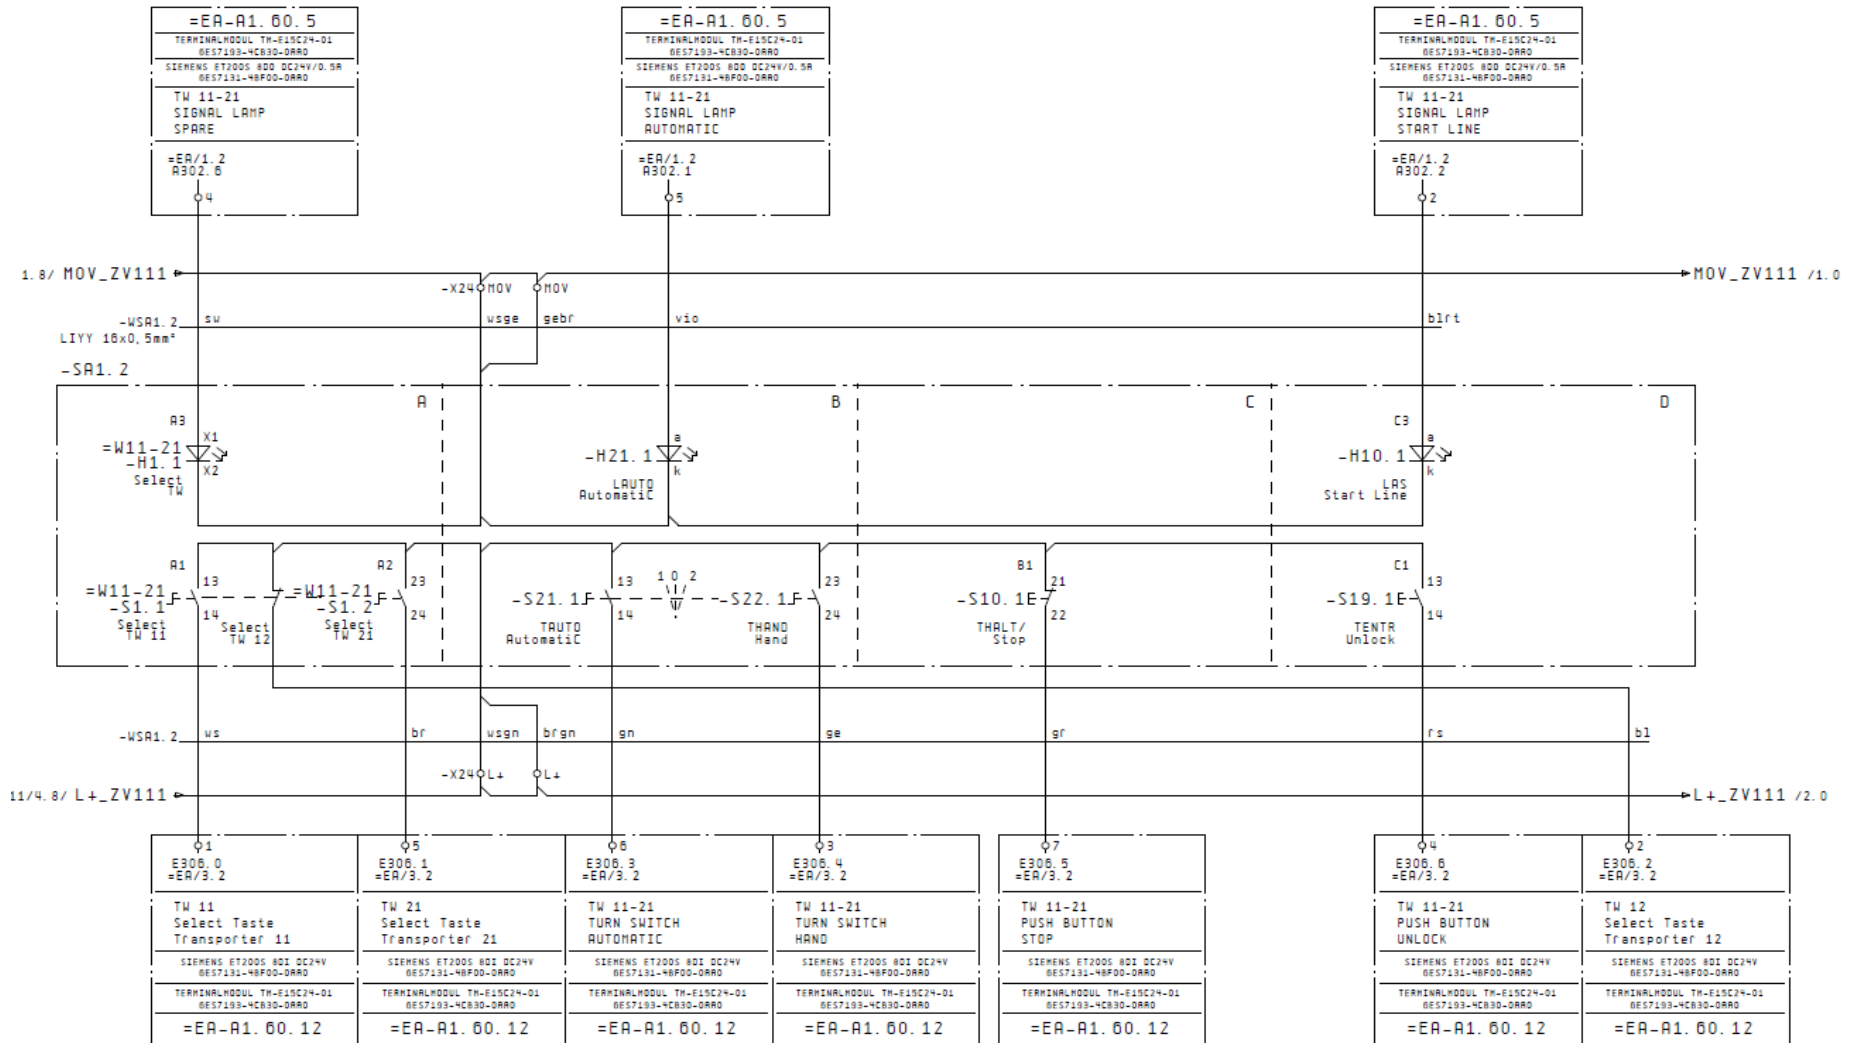 =EA-A1.60.5
TERMINALMODUL TM-E15C24-01
6ES7193-4CB30-0AA0
SIEMENS ET200S 8DO DC24V/0.5A
6ES7131-4BF00-0AA0
TW 11-21
SIGNAL LAMP
SPARE
=EA/1.2
A302.6
4
=EA-A1.60.5
TERMINALMODUL TM-E15C24-01
6ES7193-4CB30-0AA0
SIEMENS ET200S 8DO DC24V/0.5A
6ES7131-4BF00-0AA0
TW 11-21
SIGNAL LAMP
AUTOMATIC
=EA/1.2
A302.1
5
=EA-A1.60.5
TERMINALMODUL TM-E15C24-01
6ES7193-4CB30-0AA0
SIEMENS ET200S 8DO DC24V/0.5A
6ES7131-4BF00-0AA0
TW 11-21
SIGNAL LAMP
START LINE
=EA/1.2
A302.2
2
1.8/ MOV_ZV111
-X24 MOV MOV
MOV_ZV111 /1.0
-WSA1.2 sw wsge gebr vio blrt
LIYY 16x0,5mm²
-SA1.2
A B C D
A3
X1
=W11-21
-H1.1
X2
Select
TW
a
-H21.1
k
LAUTO
Automatic
C3
a
-H10.1
k
LAS
Start Line
A1
13
=W11-21
-S1.1
14
Select
TW 11
Select
TW 12
A2
23
=W11-21
-S1.2
24
Select
TW 21
13
-S21.1
14
TAUTO
Automatic
1 0 2
23
-S22.1
24
THAND
Hand
B1
21
-S10.1
22
THALT/
Stop
C1
13
-S19.1
14
TENTR
Unlock
-WSA1.2 ws br wsgn brgn gn ge gr rs bl
-X24 L+ L+
11/4.8/ L+_ZV111
L+_ZV111 /2.0
1
E306.0
=EA/3.2
TW 11
Select Taste
Transporter 11
SIEMENS ET200S 8DI DC24V
6ES7131-4BF00-0AA0
TERMINALMODUL TM-E15C24-01
6ES7193-4CB30-0AA0
=EA-A1.60.12
5
E306.1
=EA/3.2
TW 21
Select Taste
Transporter 21
SIEMENS ET200S 8DI DC24V
6ES7131-4BF00-0AA0
TERMINALMODUL TM-E15C24-01
6ES7193-4CB30-0AA0
=EA-A1.60.12
6
E306.3
=EA/3.2
TW 11-21
TURN SWITCH
AUTOMATIC
SIEMENS ET200S 8DI DC24V
6ES7131-4BF00-0AA0
TERMINALMODUL TM-E15C24-01
6ES7193-4CB30-0AA0
=EA-A1.60.12
3
E306.4
=EA/3.2
TW 11-21
TURN SWITCH
HAND
SIEMENS ET200S 8DI DC24V
6ES7131-4BF00-0AA0
TERMINALMODUL TM-E15C24-01
6ES7193-4CB30-0AA0
=EA-A1.60.12
7
E306.5
=EA/3.2
TW 11-21
PUSH BUTTON
STOP
SIEMENS ET200S 8DI DC24V
6ES7131-4BF00-0AA0
TERMINALMODUL TM-E15C24-01
6ES7193-4CB30-0AA0
=EA-A1.60.12
4
E306.6
=EA/3.2
TW 11-21
PUSH BUTTON
UNLOCK
SIEMENS ET200S 8DI DC24V
6ES7131-4BF00-0AA0
TERMINALMODUL TM-E15C24-01
6ES7193-4CB30-0AA0
=EA-A1.60.12
2
E306.2
=EA/3.2
TW 12
Select Taste
Transporter 12
SIEMENS ET200S 8DI DC24V
6ES7131-4BF00-0AA0
TERMINALMODUL TM-E15C24-01
6ES7193-4CB30-0AA0
=EA-A1.60.12